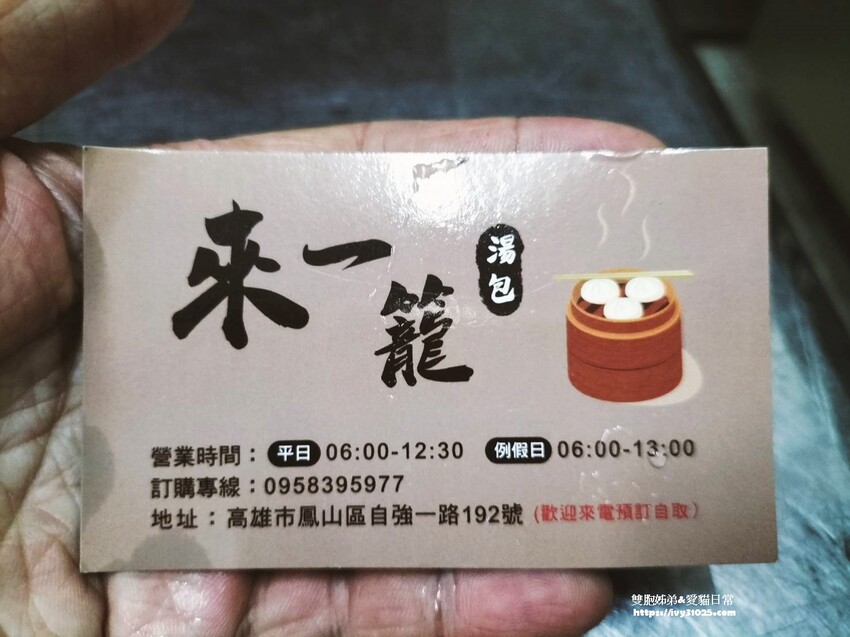 來一籠
湯包
營業時間：平日 06:00-12:30 例假日 06:00-13:00
訂購專線：0958395977
地址：高雄市鳳山區自強一路192號 (歡迎來電預訂自取)
雙胞姊弟&愛貓日常
https://ivy31025.com/